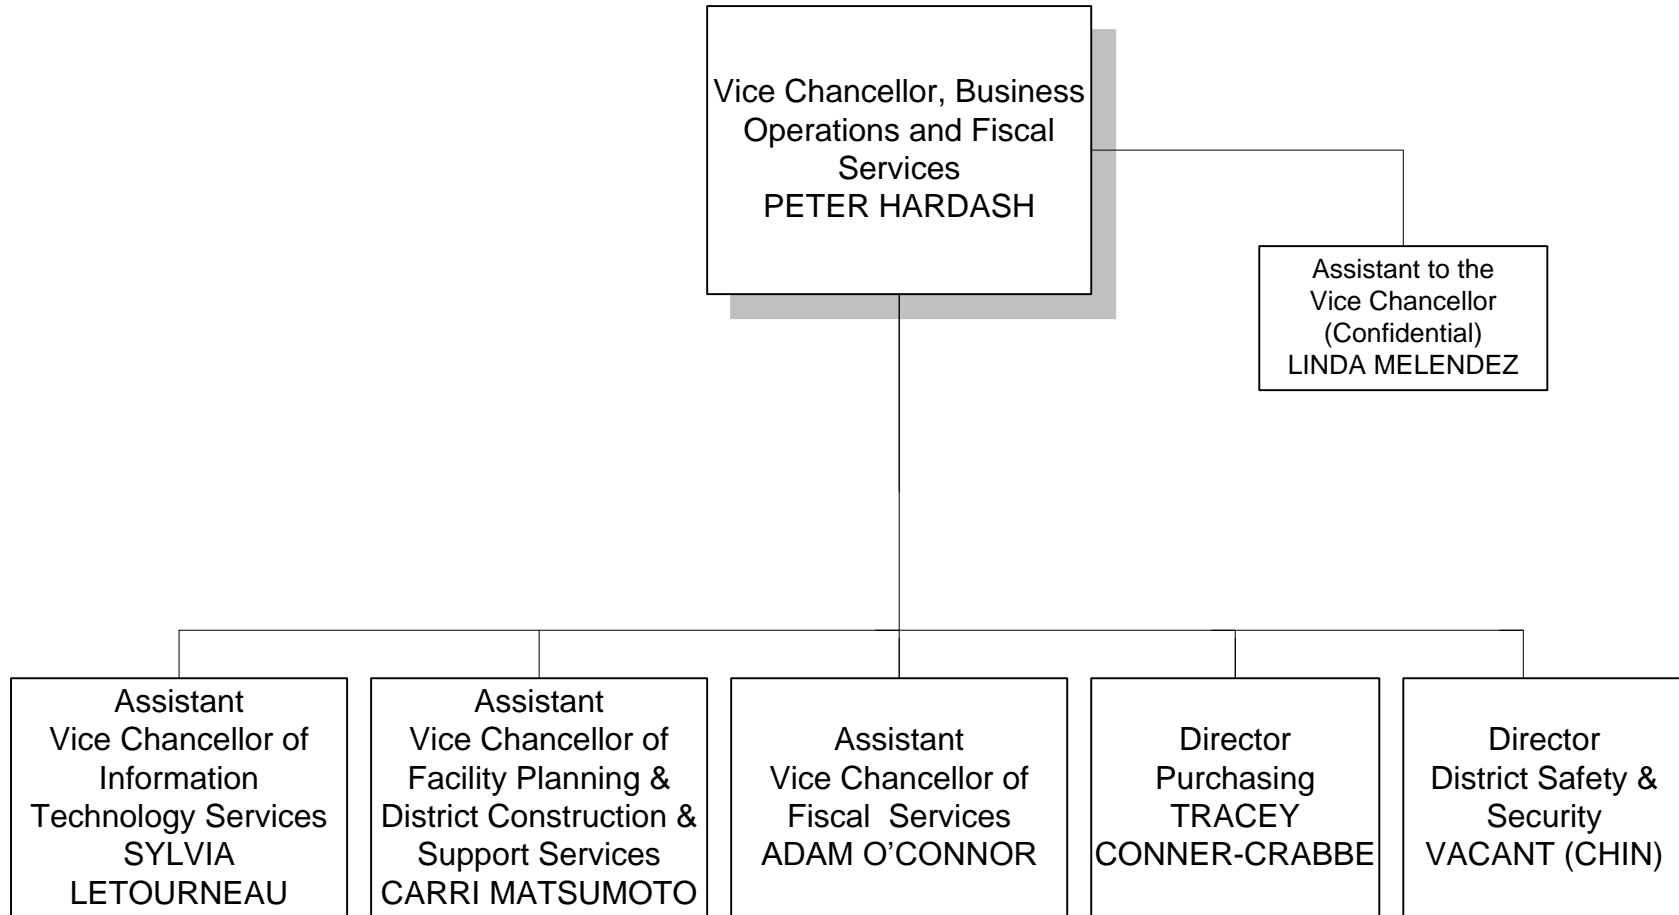 Vice Chancellor, Business
Operations and Fiscal
Services
PETER HARDASH
Assistant to the
Vice Chancellor
(Confidential)
LINDA MELENDEZ
Assistant
Vice Chancellor of
Information
Technology Services
SYLVIA
LETOURNEAU
Assistant
Vice Chancellor of
Facility Planning &
District Construction &
Support Services
CARRI MATSUMOTO
Assistant
Vice Chancellor of
Fiscal  Services
ADAM O’CONNOR
Director
Purchasing
TRACEY
CONNER-CRABBE
Director
District Safety &
Security
VACANT (CHIN)